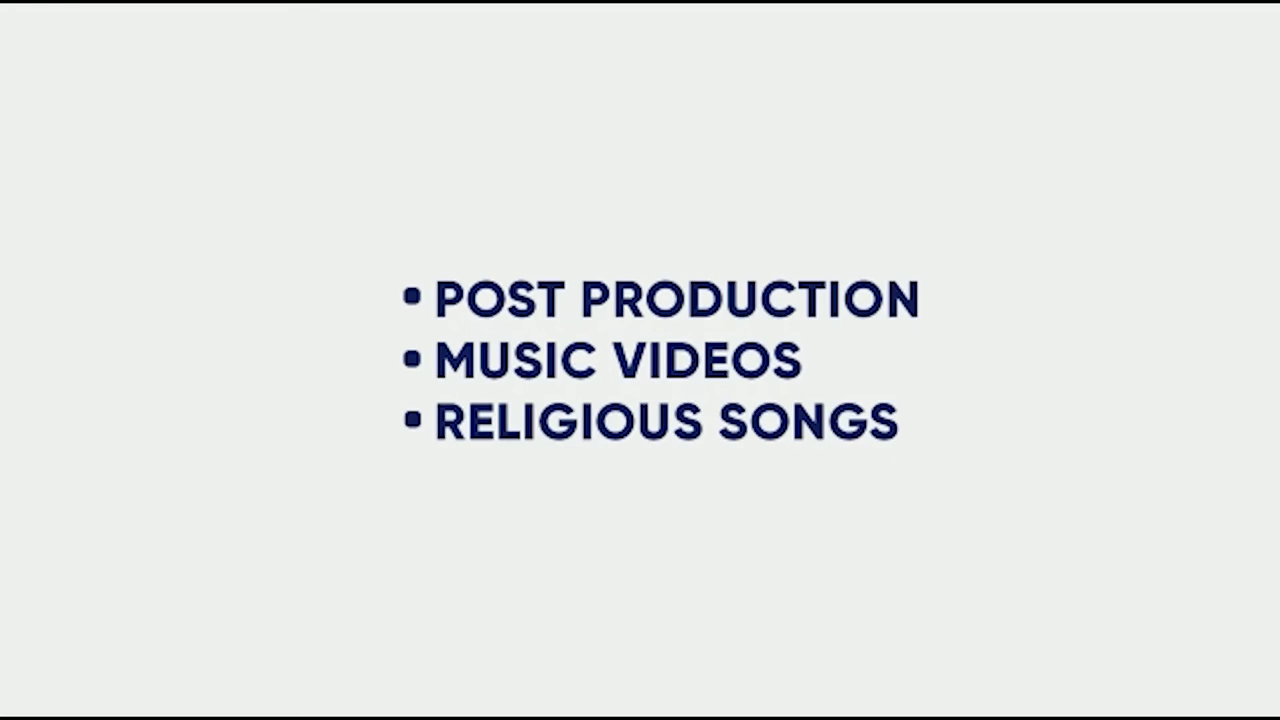 • POST PRODUCTION
• MUSIC VIDEOS
• RELIGIOUS SONGS